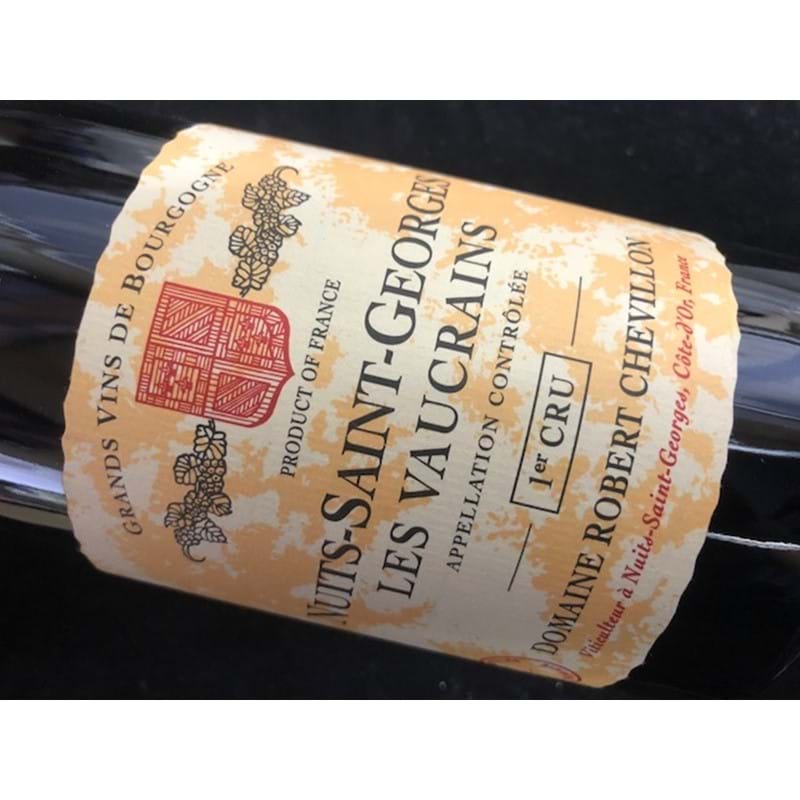 GRANDS VINS DE BOURGOGNE
PRODUCT OF FRANCE
NUITS-SAINT-GEORGES
LES VAUCRAINS
APPELLATION CONTRÔLÉE
1er CRU
DOMAINE ROBERT CHEVILLON
Viticulteur à Nuits-Saint-Georges, Côte-d'Or, France